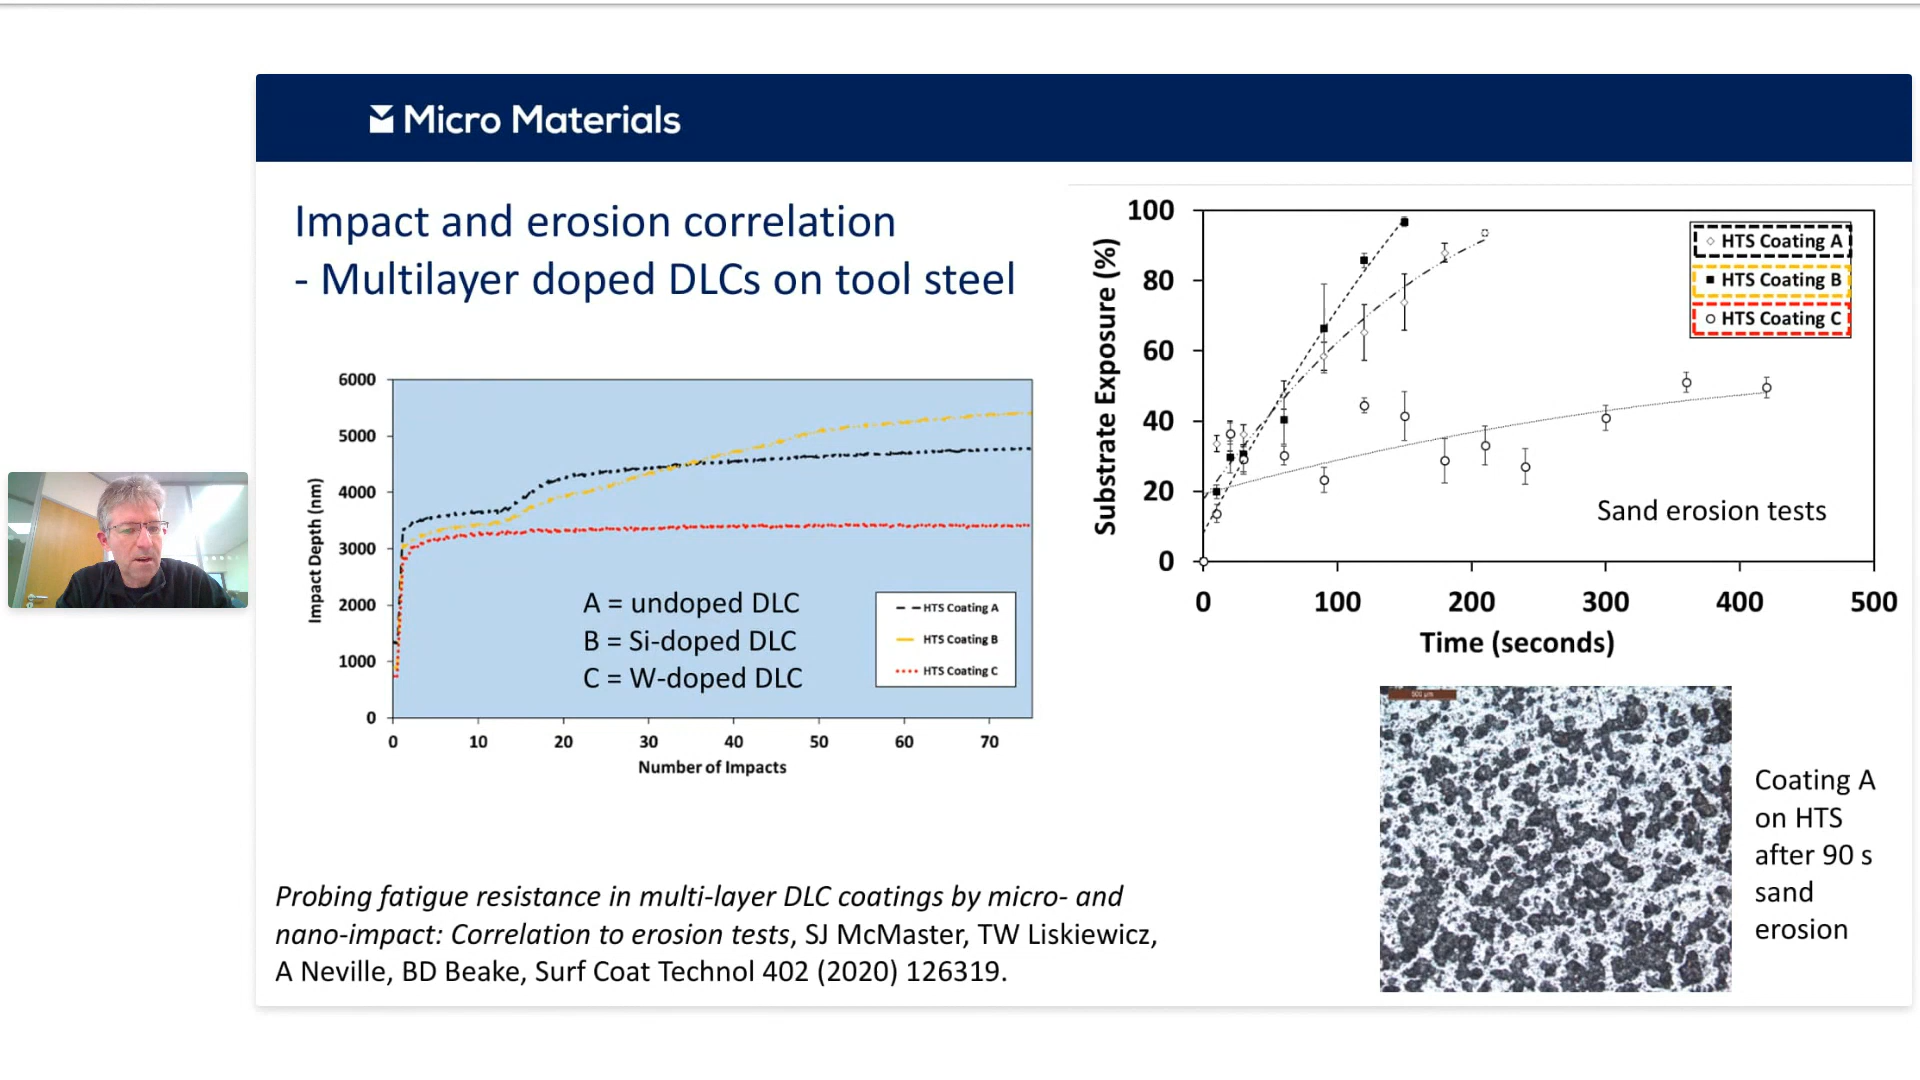 Micro Materials
Impact and erosion correlation
- Multilayer doped DLCs on tool steel
6000
5000
4000
3000
2000
1000
0
Impact Depth (nm)
0 10 20 30 40 50 60 70
Number of Impacts
A = undoped DLC
B = Si-doped DLC
C = W-doped DLC
HTS Coating A
HTS Coating B
HTS Coating C
100
80
60
40
20
0
Substrate Exposure (%)
0 100 200 300 400 500
Time (seconds)
HTS Coating A
HTS Coating B
HTS Coating C
Sand erosion tests
500 µm
Coating A
on HTS
after 90 s
sand
erosion
Probing fatigue resistance in multi-layer DLC coatings by micro- and
nano-impact: Correlation to erosion tests, SJ McMaster, TW Liskiewicz,
A Neville, BD Beake, Surf Coat Technol 402 (2020) 126319.